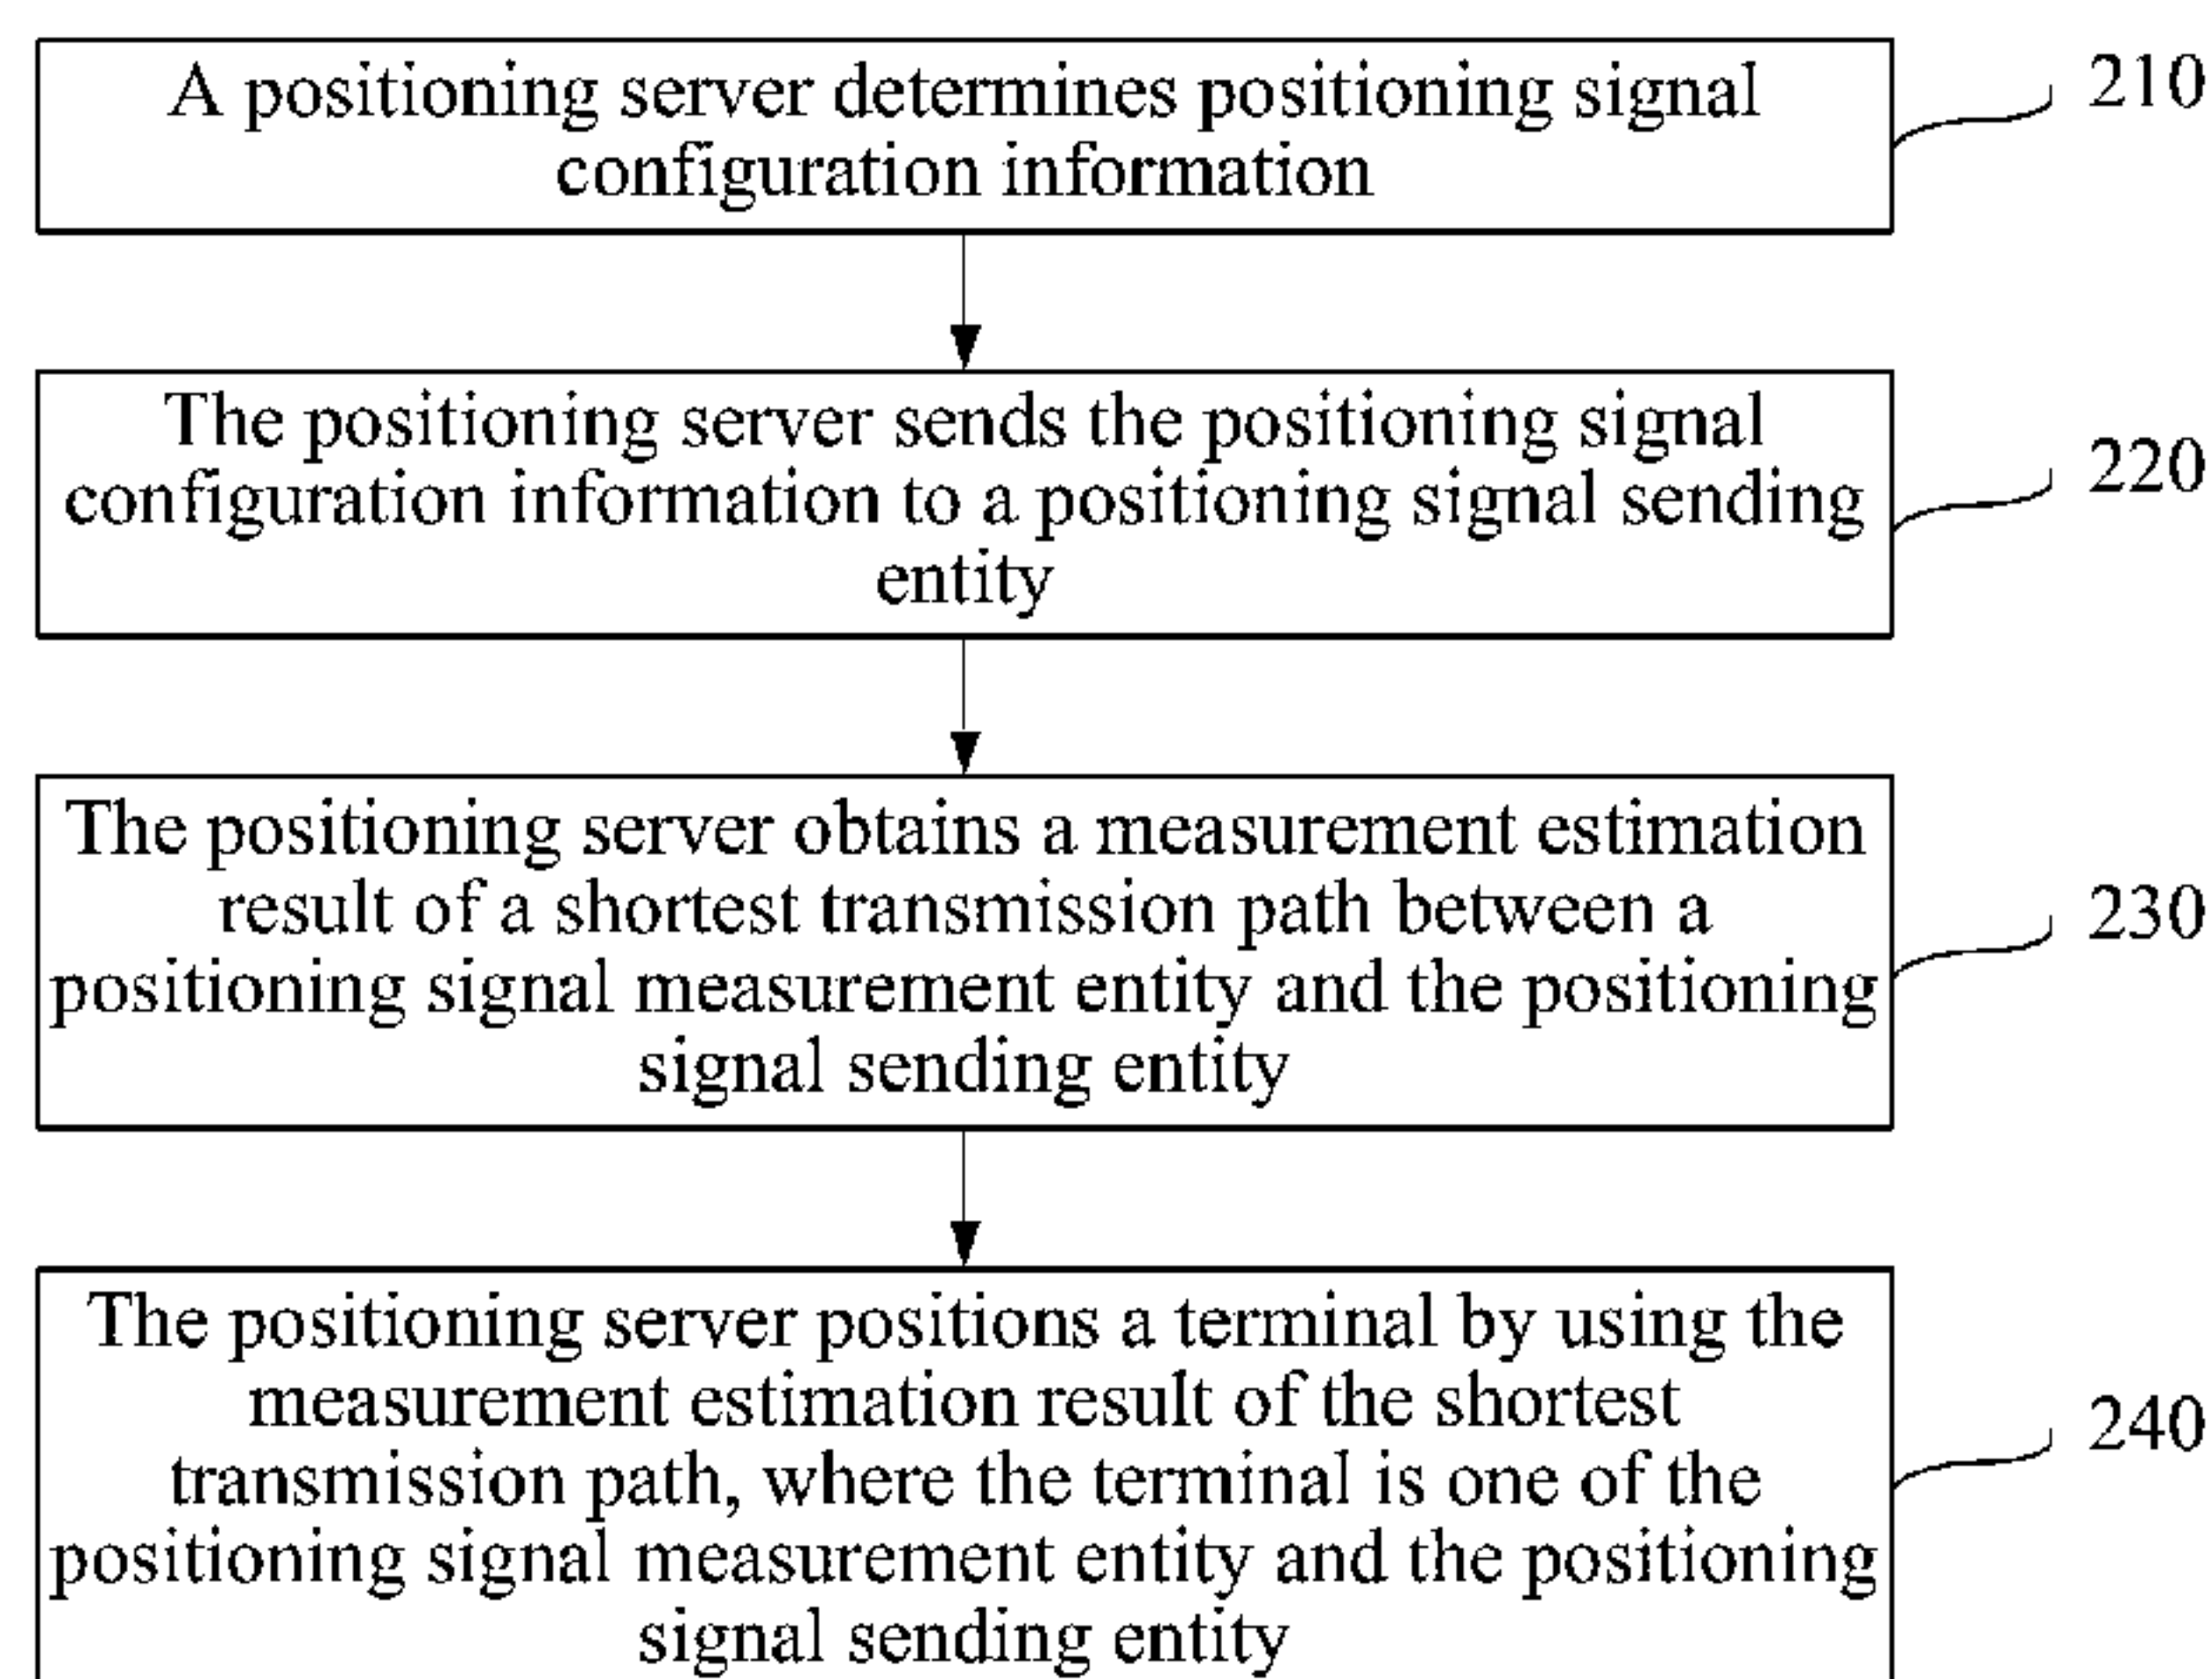 A positioning server determines positioning signal
configuration information
210
The positioning server sends the positioning signal
configuration information to a positioning signal sending
entity
220
The positioning server obtains a measurement estimation
result of a shortest transmission path between a
positioning signal measurement entity and the positioning
signal sending entity
230
The positioning server positions a terminal by using the
measurement estimation result of the shortest
transmission path, where the terminal is one of the
positioning signal measurement entity and the positioning
signal sending entity
240